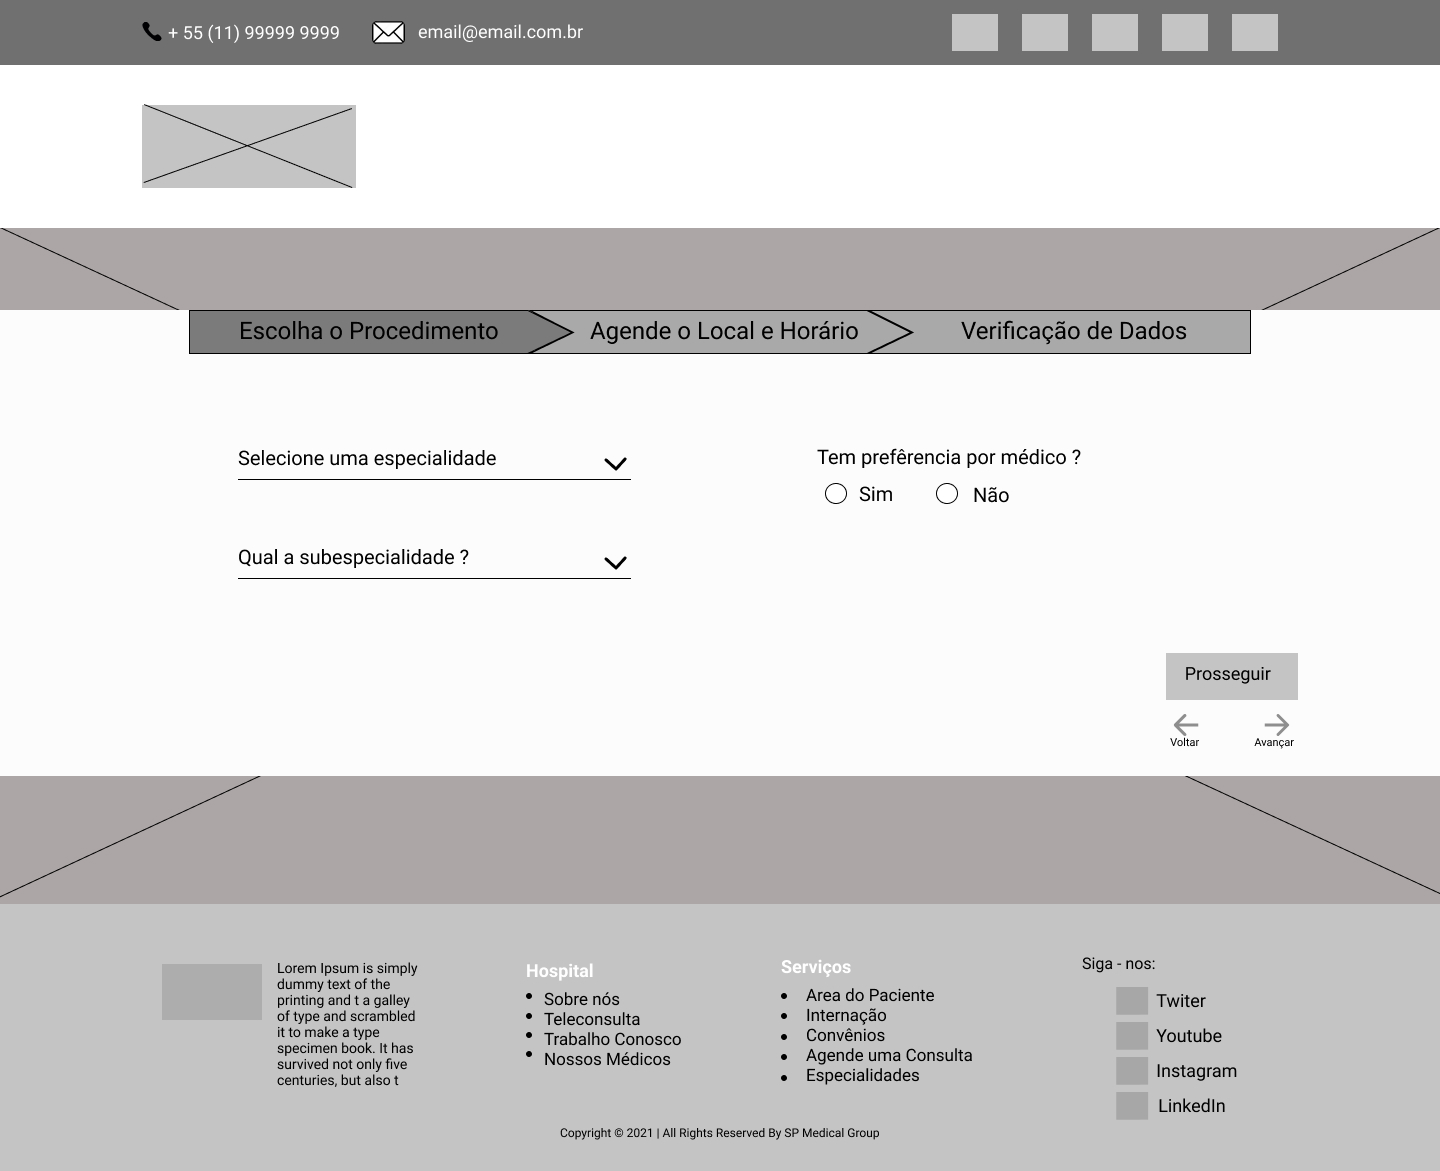 + 55 (11) 99999 9999
email@email.com.br
Escolha o Procedimento
Agende o Local e Horário
Verificação de Dados
Selecione uma especialidade
Tem prefêrencia por médico ?
Sim
Não
Qual a subespecialidade ?
Prosseguir
Voltar
Avançar
Lorem Ipsum is simply
dummy text of the
printing and t a galley
of type and scrambled
it to make a type
specimen book. It has
survived not only five
centuries, but also t
Hospital
Sobre nós
Teleconsulta
Trabalho Conosco
Nossos Médicos
Serviços
Area do Paciente
Internação
Convênios
Agende uma Consulta
Especialidades
Siga - nos:
Twiter
Youtube
Instagram
LinkedIn
Copyright © 2021 | All Rights Reserved By SP Medical Group